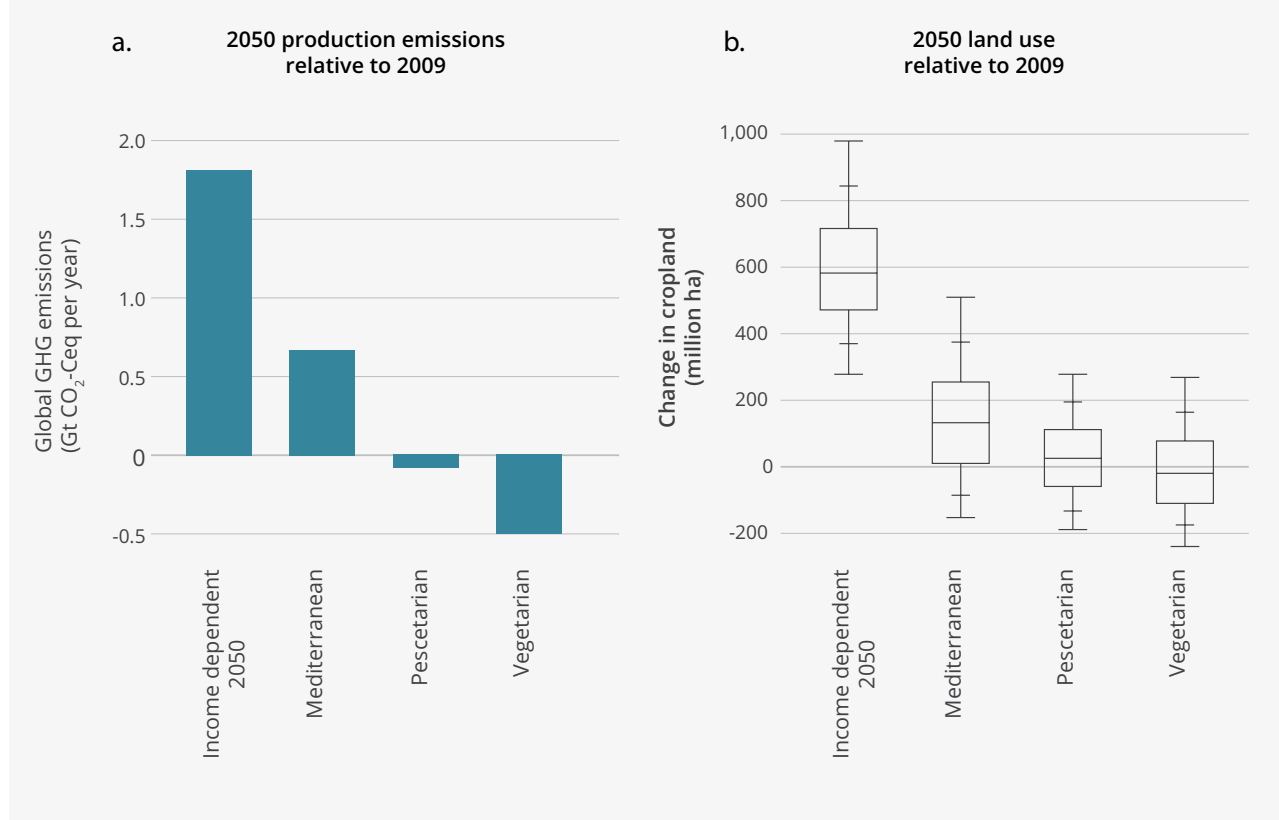 a.
2050 production emissions
relative to 2009
Global GHG emissions
(Gt CO₂-Ceq per year)
2.0
1.5
1.0
0.5
0
-0.5
Income dependent
2050
Mediterranean
Pescetarian
Vegetarian
b.
2050 land use
relative to 2009
Change in cropland
(million ha)
1,000
800
600
400
200
0
-200
Income dependent
2050
Mediterranean
Pescetarian
Vegetarian